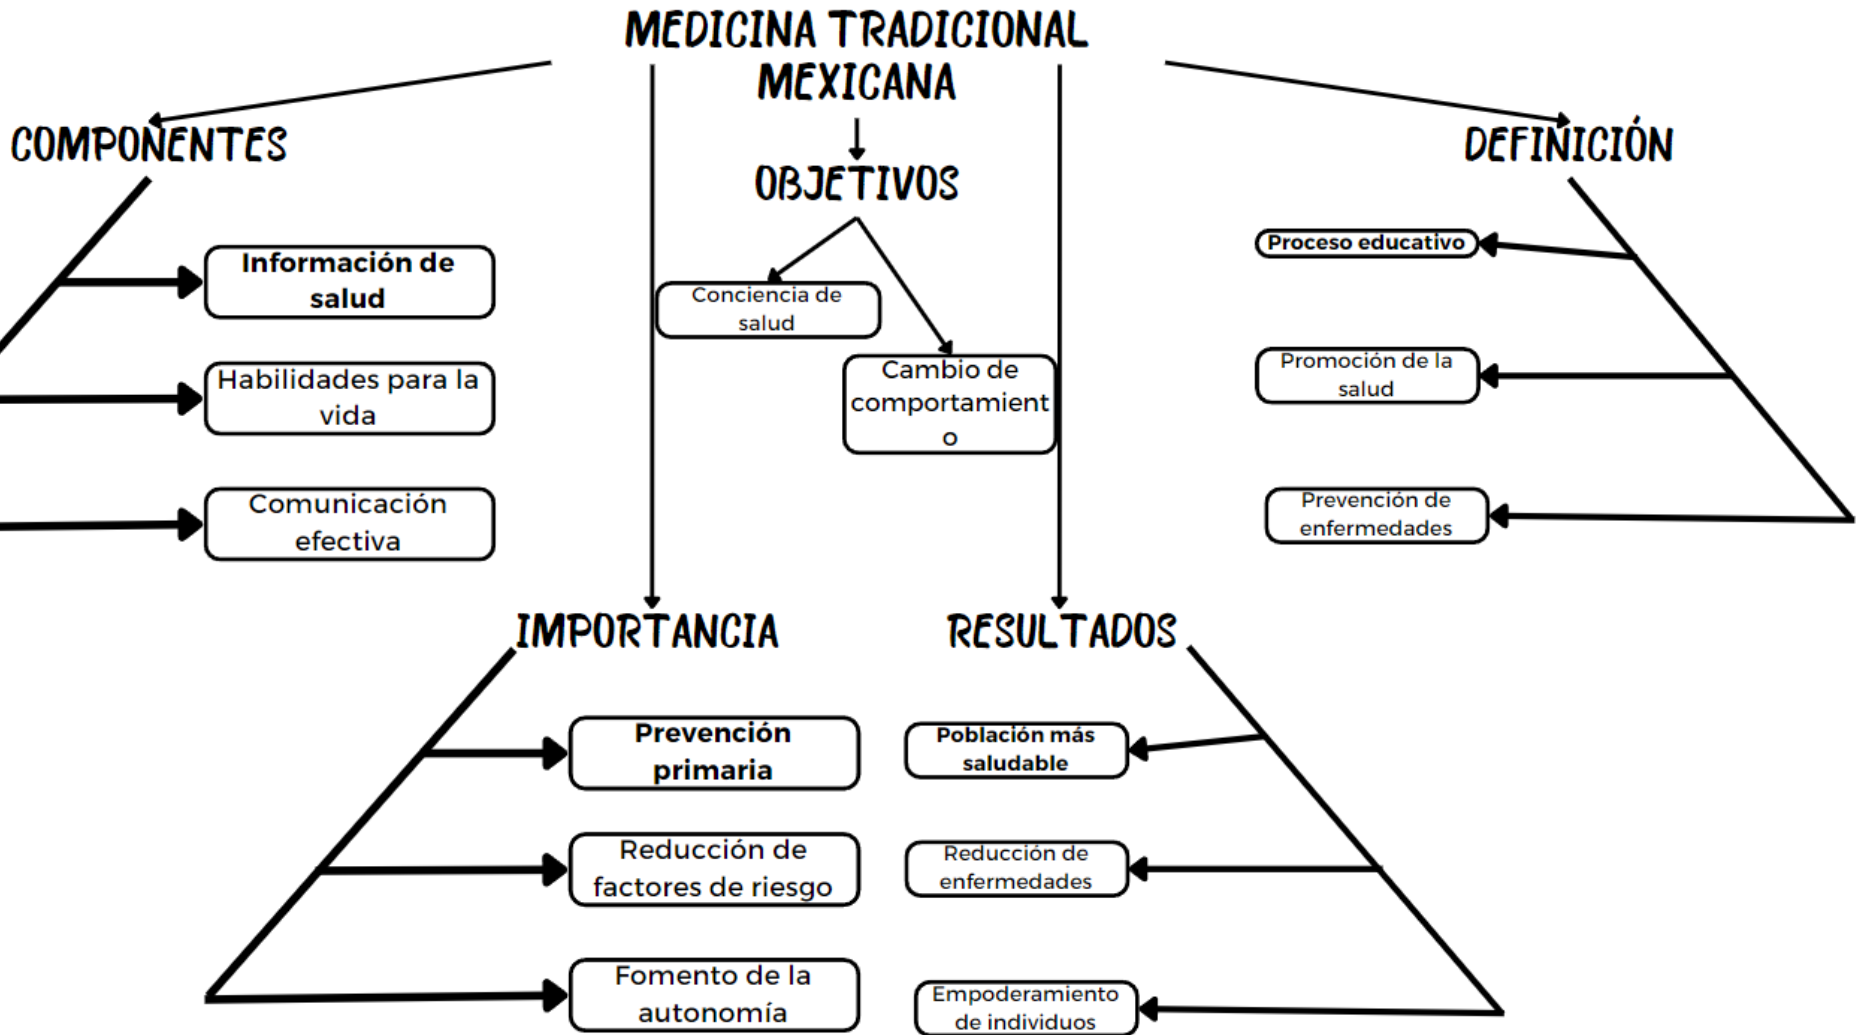 MEDICINA TRADICIONAL
MEXICANA
COMPONENTES
Información de
salud
Habilidades para la
vida
Comunicación
efectiva
OBJETIVOS
Conciencia de
salud
Cambio de
comportamient
o
DEFINICIÓN
Proceso educativo
Promoción de la
salud
Prevención de
enfermedades
IMPORTANCIA
Prevención
primaria
Reducción de
factores de riesgo
Fomento de la
autonomía
RESULTADOS
Población más
saludable
Reducción de
enfermedades
Empoderamiento
de individuos